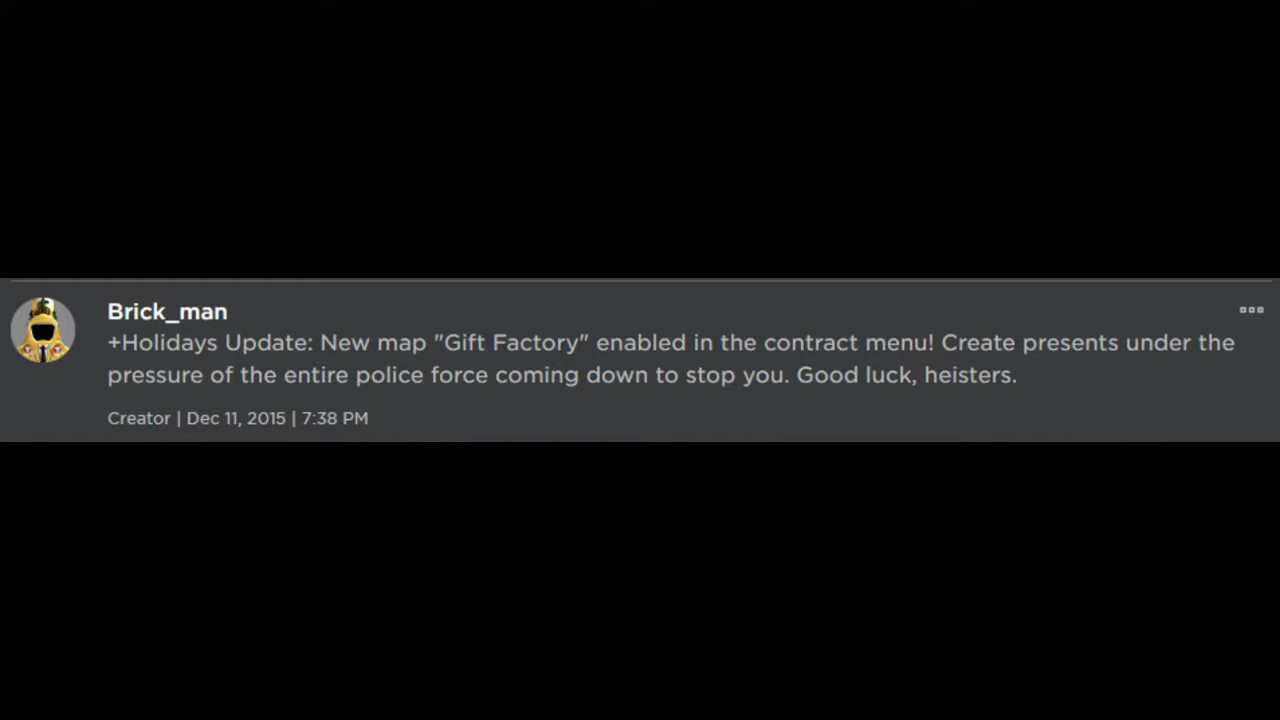 Brick_man
+Holidays Update: New map "Gift Factory" enabled in the contract menu! Create presents under the
pressure of the entire police force coming down to stop you. Good luck, heisters.
Creator | Dec 11, 2015 | 7:38 PM